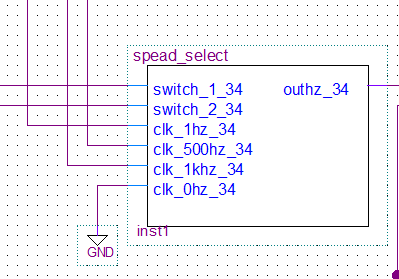 spead_select
switch_1_34 outhz_34
switch_2_34
clk_1hz_34
clk_500hz_34
clk_1khz_34
clk_0hz_34
inst1
GND